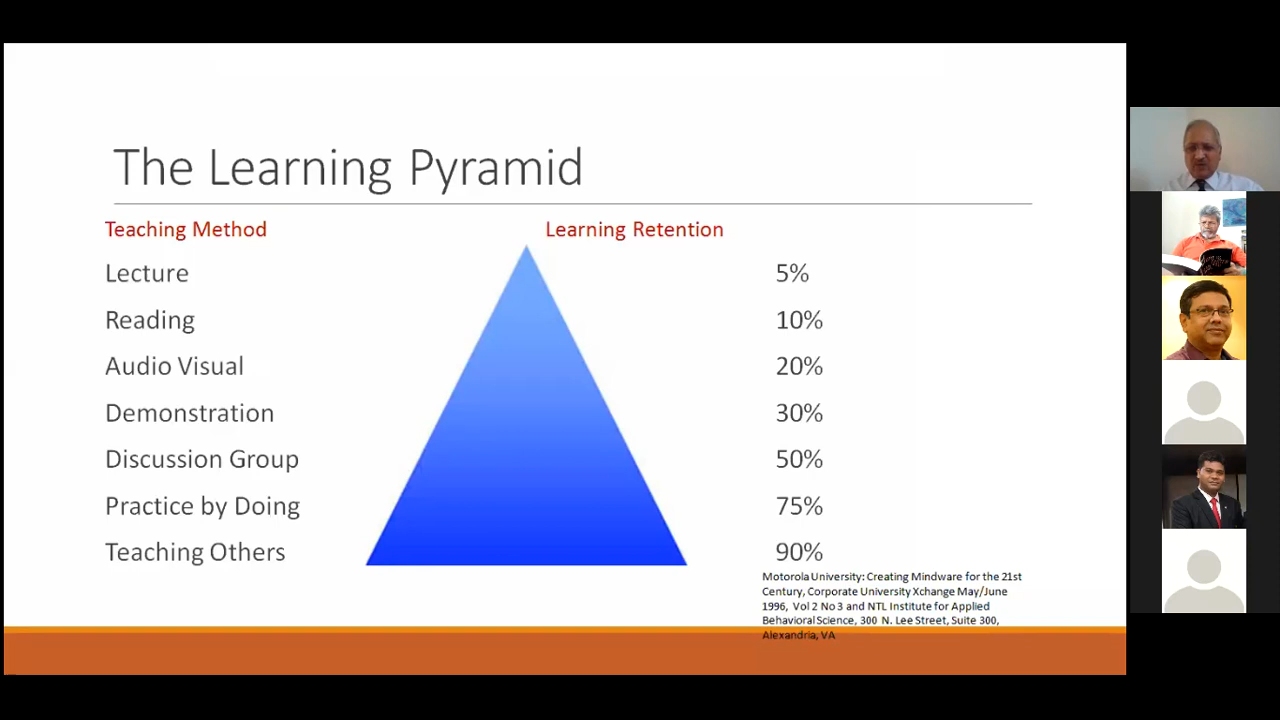 The Learning Pyramid
Teaching Method Learning Retention
Lecture 5%
Reading 10%
Audio Visual 20%
Demonstration 30%
Discussion Group 50%
Practice by Doing 75%
Teaching Others 90%
Motorola University: Creating Mindware for the 21st
Century, Corporate University Xchange May/June
1996, Vol 2 No 3 and NTL Institute for Applied
Behavioral Science, 300 N. Lee Street, Suite 300,
Alexandria, VA